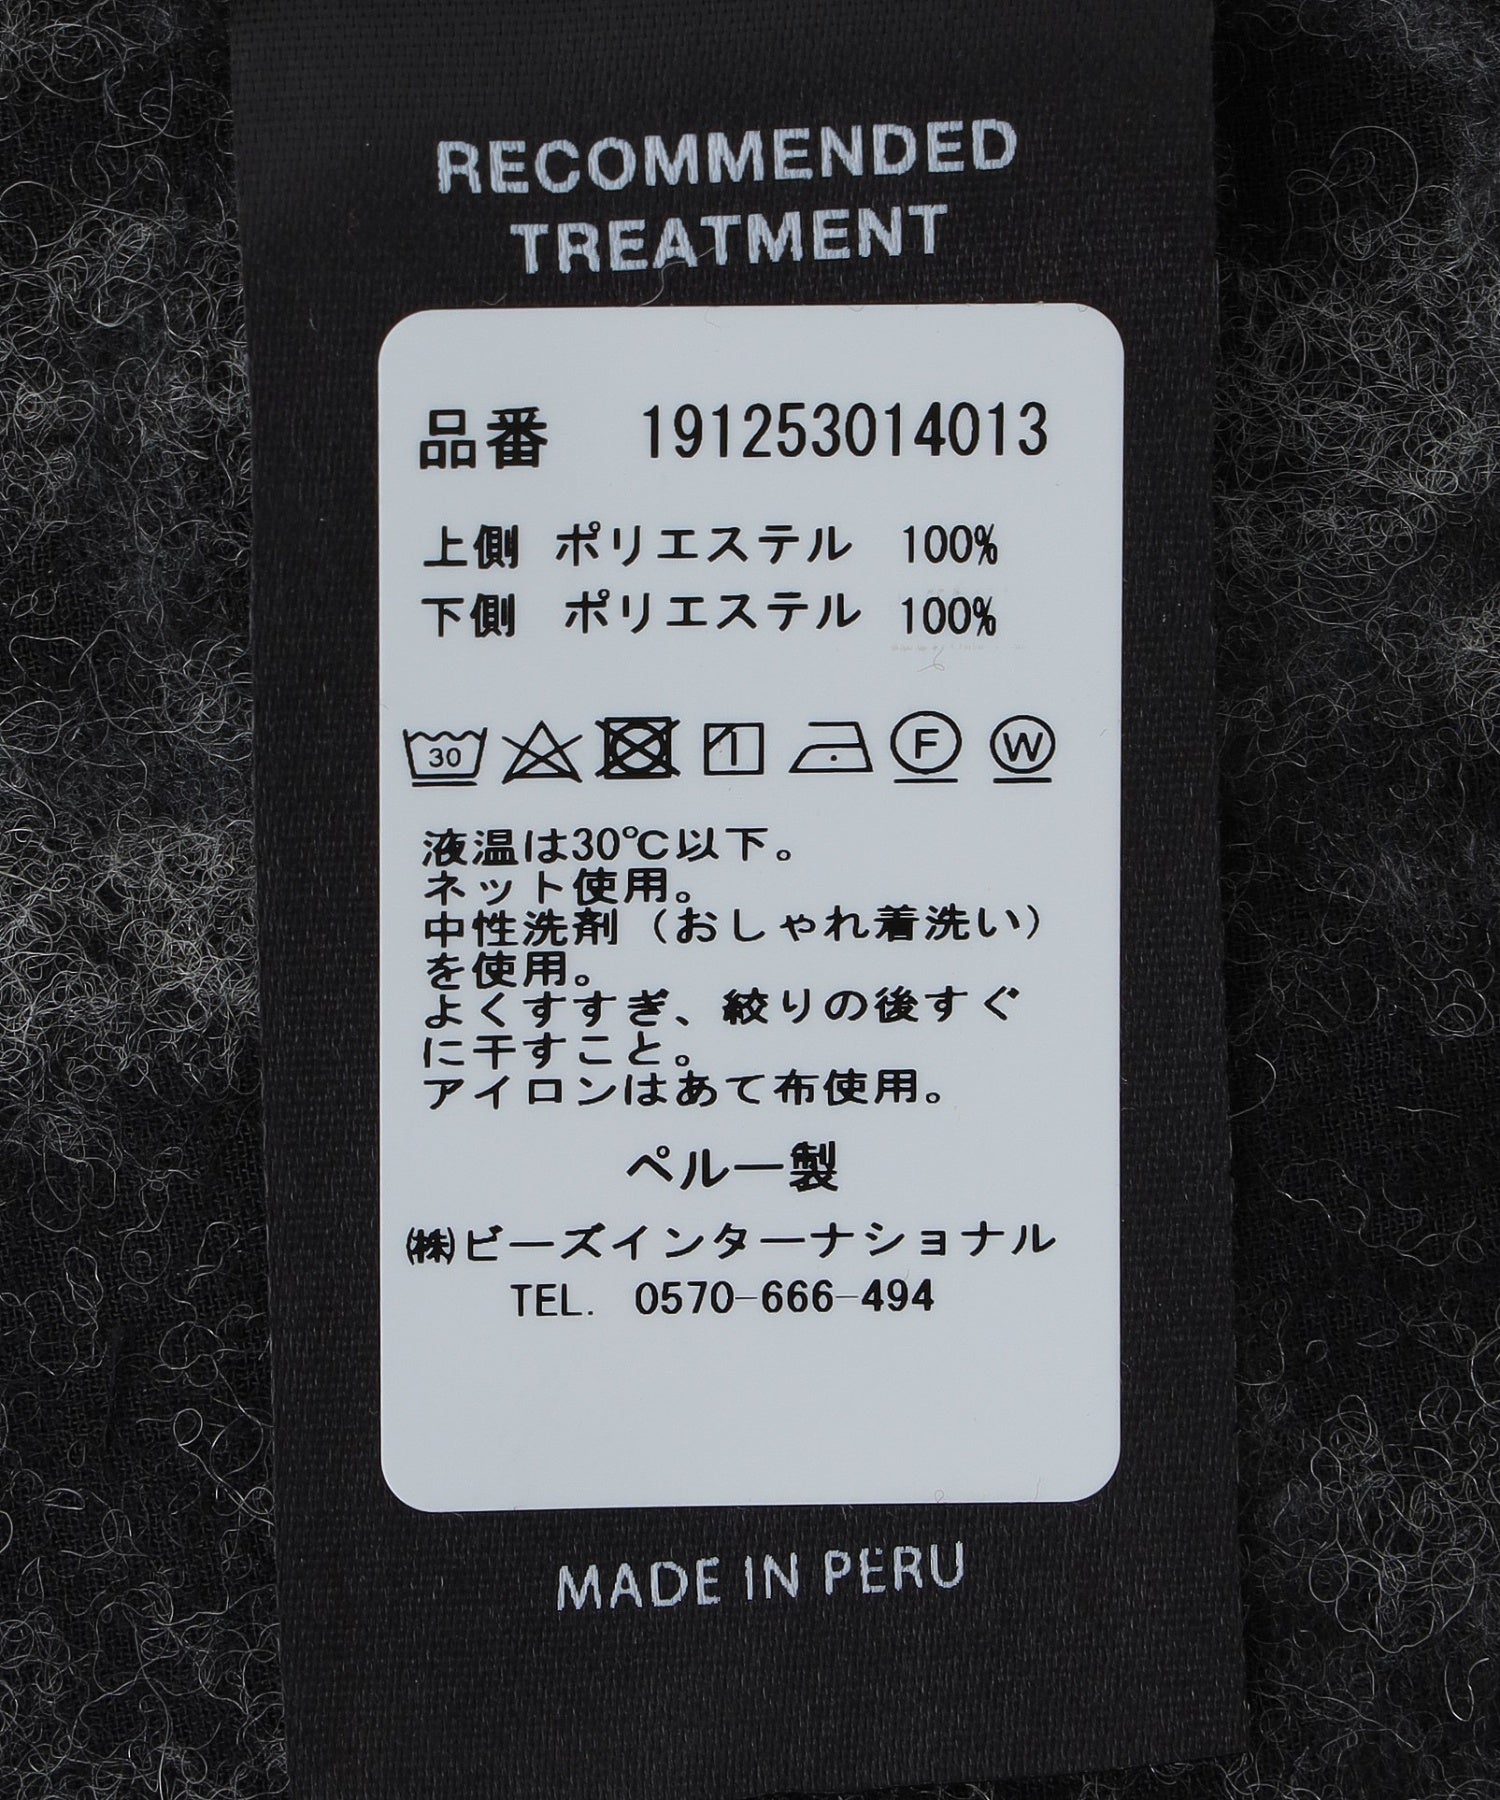 RECOMMENDED
TREATMENT
品番 191253014013
上側 ポリエステル 100%
下側 ポリエステル 100%
30 F W
液温は30℃以下。
ネット使用。
中性洗剤（おしゃれ着洗い）
を使用。
よくすすぎ、絞りの後すぐ
に干すこと。
アイロンはあて布使用。
ペルー製
㈱ビーズインターナショナル
TEL. 0570-666-494
MADE IN PERU